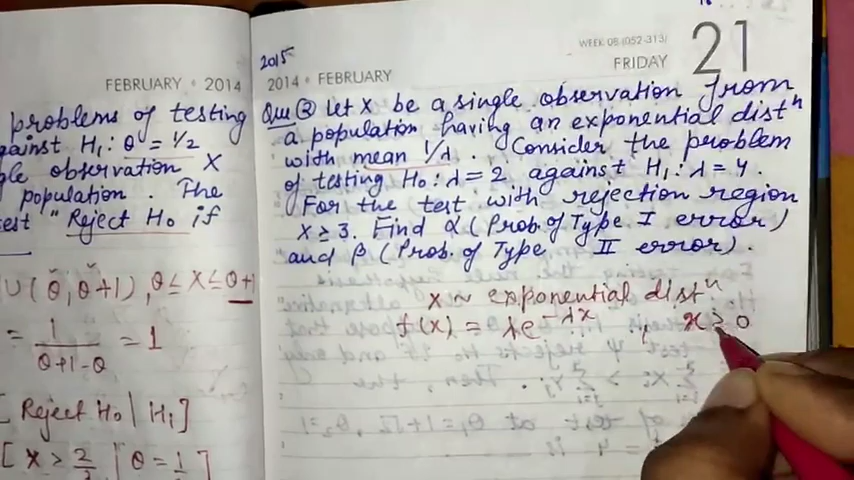 FEBRUARY • 2014
problems of testing
gainst H₁: θ = 1/2
gle observation X
population. The
est "Reject H₀ if
U(θ, θ+1), θ ≤ X ≤ θ+1
= 1/(θ+1-θ) = 1
[Reject H₀ | H₁]
[X > 2/3 | θ = 1/2]
2015
2014 • FEBRUARY
WEEK 08 (052-313)
FRIDAY
21
Que ③ Let X be a single observation from
a population having an exponential distⁿ
with mean 1/λ. Consider the problem
of testing H₀: λ = 2 against H₁: λ = 4.
For the test with rejection region
X ≥ 3. Find α (Prob. of Type I error)
and β (Prob. of Type II error).
X ~ exponential distⁿ
f(x) = λe^(-λx), x ≥ 0